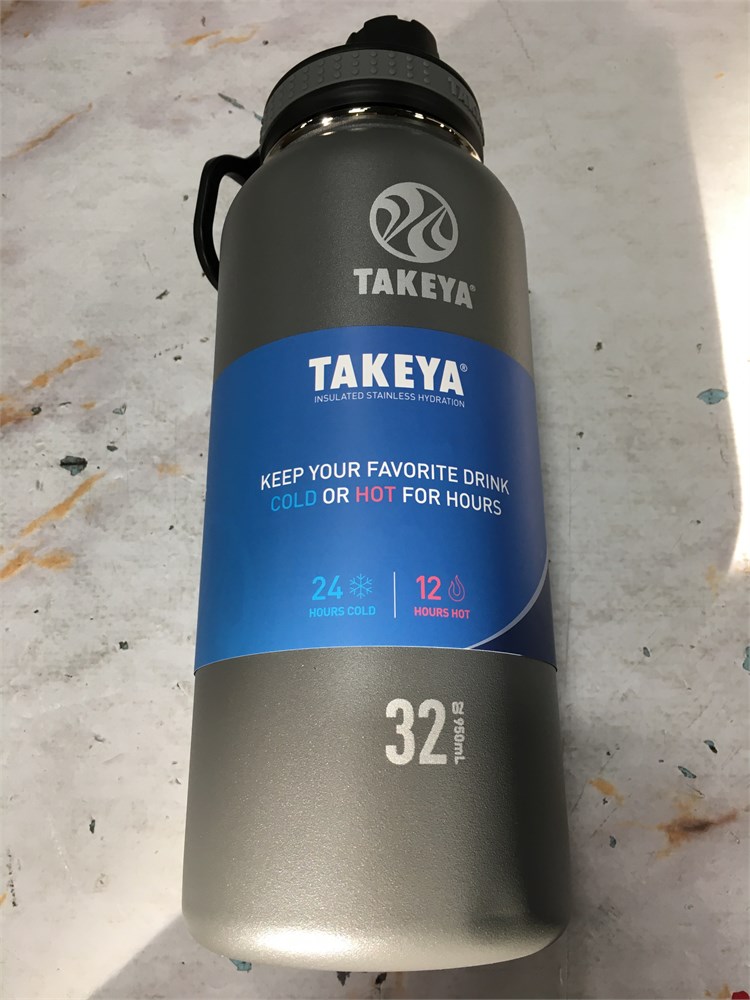 TAKEYA®
TAKEYA®
INSULATED STAINLESS HYDRATION
KEEP YOUR FAVORITE DRINK
COLD OR HOT FOR HOURS
24
HOURS COLD
12
HOURS HOT
32 oz 950mL